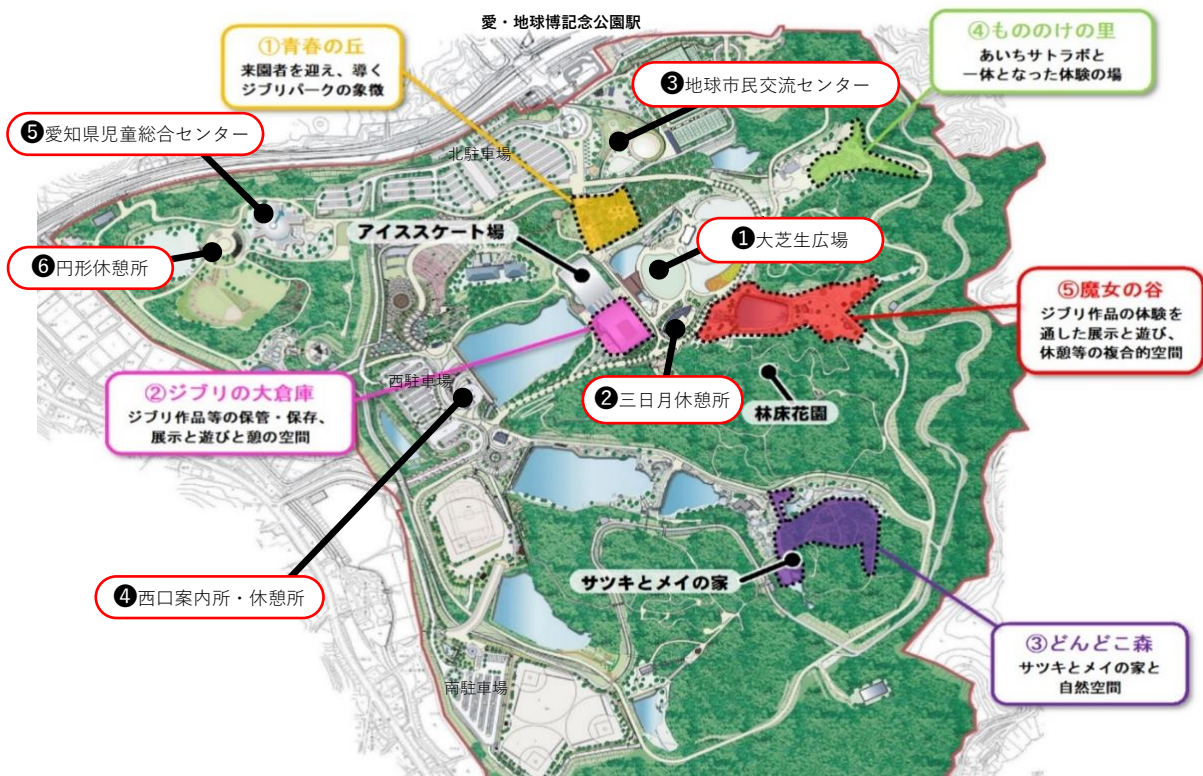 愛・地球博記念公園駅
①青春の丘
来園者を迎え、導く
ジブリパークの象徴
④もののけの里
あいちサトラボと
一体となった体験の場
❸地球市民交流センター
❺愛知県児童総合センター
北駐車場
アイススケート場
❶大芝生広場
❻円形休憩所
⑤魔女の谷
ジブリ作品の体験を
通した展示と遊び、
休憩等の複合的空間
②ジブリの大倉庫
ジブリ作品等の保管・保存、
展示と遊びと憩の空間
西駐車場
❷三日月休憩所
林床花園
❹西口案内所・休憩所
サツキとメイの家
③どんどこ森
サツキとメイの家と
自然空間
南駐車場